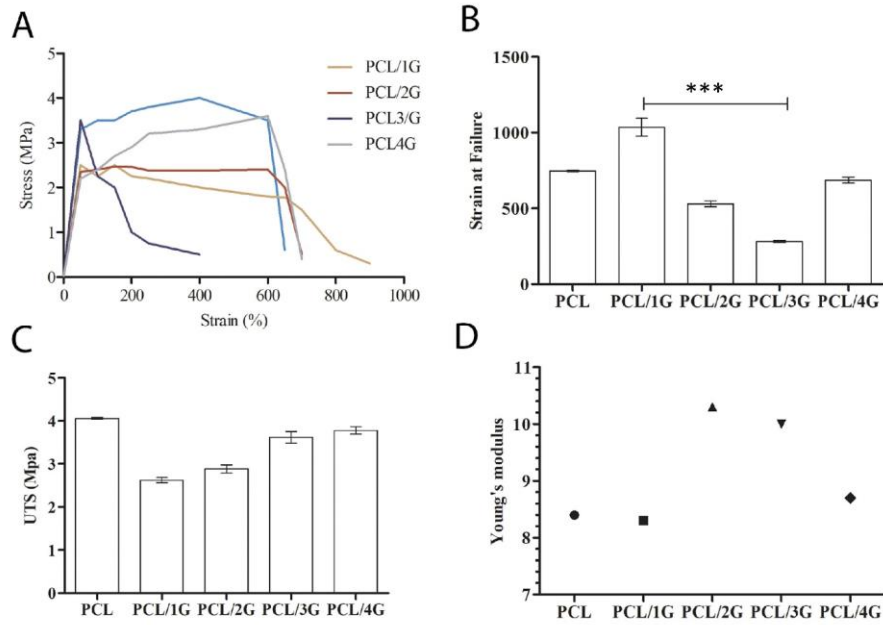 A
Stress (MPa)
5
4
3
2
1
0
0
200
400
600
800
1000
Strain (%)
PCL/1G
PCL/2G
PCL3/G
PCL4G
B
Strain at Failure
1500
1000
500
0
***
PCL
PCL/1G
PCL/2G
PCL/3G
PCL/4G
C
UTS (Mpa)
5
4
3
2
1
0
PCL
PCL/1G
PCL/2G
PCL/3G
PCL/4G
D
Young's modulus
11
10
9
8
7
PCL
PCL/1G
PCL/2G
PCL/3G
PCL/4G